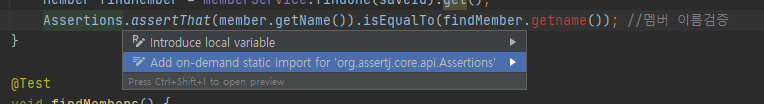 Member findMember = memberService.findOne(saveId).get();
Assertions.assertThat(member.getName()).isEqualTo(findMember.getname()); //멤버 이름검증
}
Introduce local variable
Add on-demand static import for 'org.assertj.core.api.Assertions'
Press Ctrl+Shift+I to open preview
@Test
void findMembers() {